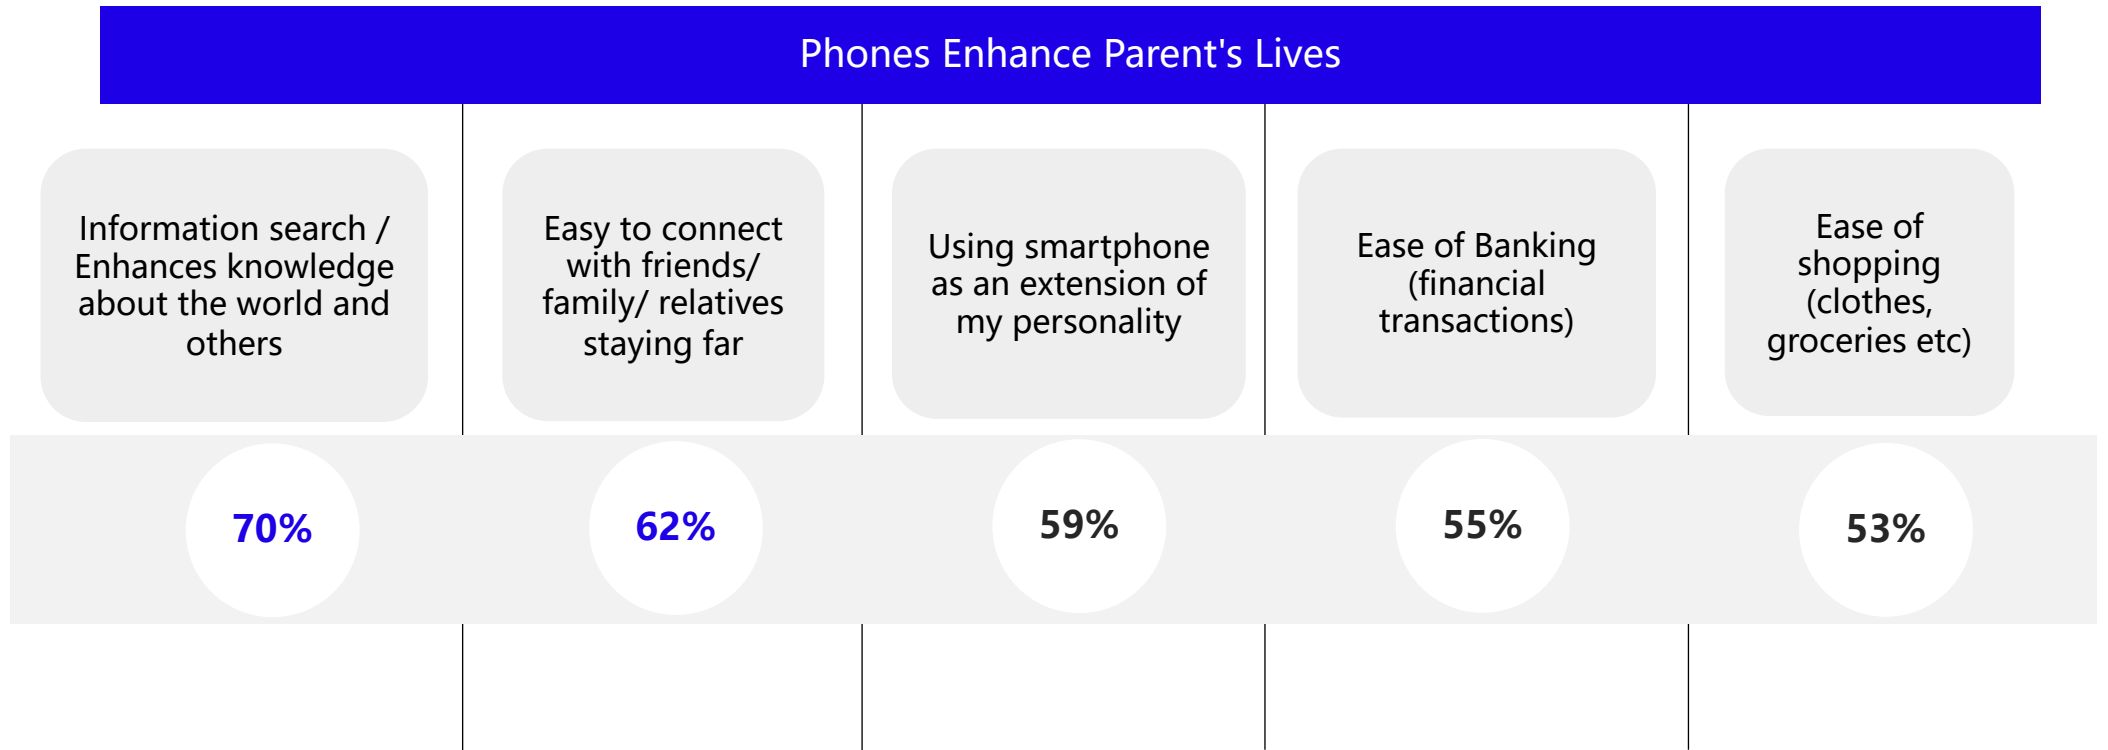 Phones Enhance Parent's Lives
Information search /
Enhances knowledge
about the world and
others
Easy to connect
with friends/
family/ relatives
staying far
Using smartphone
as an extension of
my personality
Ease of Banking
(financial
transactions)
Ease of
shopping
(clothes,
groceries etc)
70%
62%
59%
55%
53%